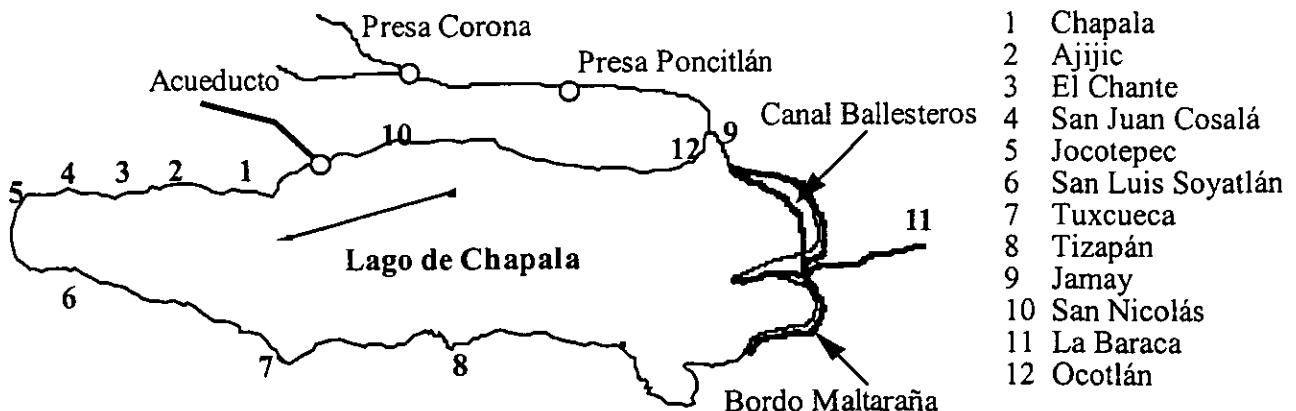 Presa Corona
Presa Poncitlán
Acueducto
Canal Ballesteros
10
9
12
5
4
3
2
1
11
Lago de Chapala
6
7
8
Bordo Maltaraña
1 Chapala
2 Ajijic
3 El Chante
4 San Juan Cosalá
5 Jocotepec
6 San Luis Soyatlán
7 Tuxcueca
8 Tizapán
9 Jamay
10 San Nicolás
11 La Baraca
12 Ocotlán